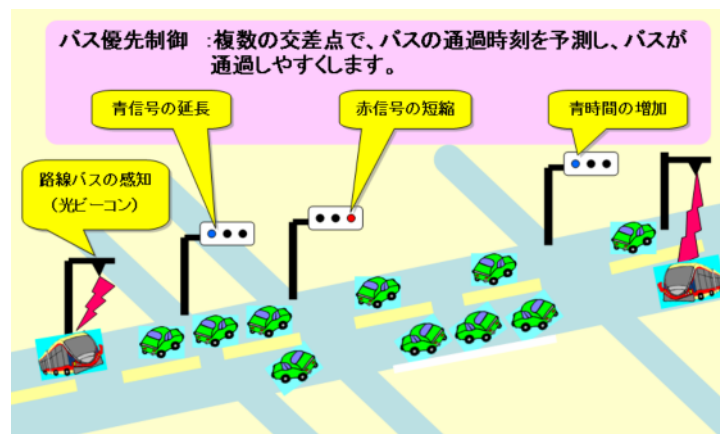 バス優先制御 :複数の交差点で、バスの通過時刻を予測し、バスが
通過しやすくします。
青信号の延長
赤信号の短縮
青時間の増加
路線バスの感知
(光ビーコン)